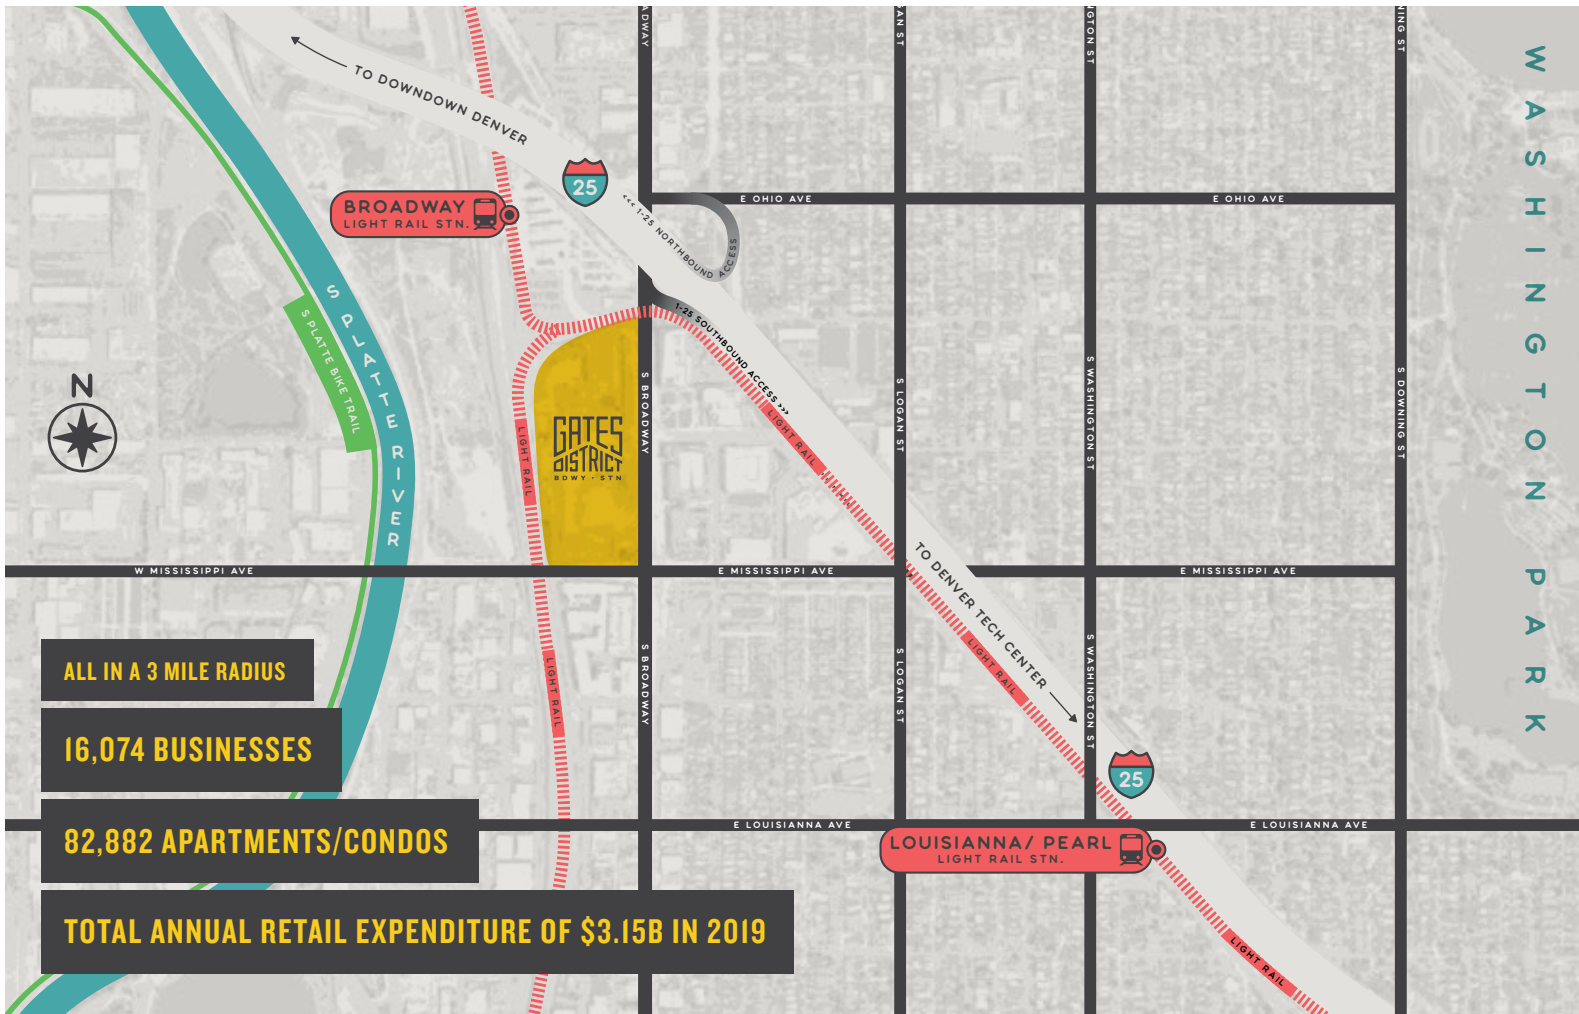 TO DOWNDOWN DENVER
25
BROADWAY
LIGHT RAIL STN.
<<< 1-25 NORTHBOUND ACCESS
E OHIO AVE
E OHIO AVE
1-25 SOUTHBOUND ACCESS >>>
S PLATTE RIVER
S PLATTE BIKE TRAIL
N
GATES
DISTRICT
BDWY • STN
LIGHT RAIL
LIGHT RAIL
S BROADWAY
S LOGAN ST
S WASHINGTON ST
S DOWNING ST
WASHINGTON PARK
W MISSISSIPPI AVE
E MISSISSIPPI AVE
E MISSISSIPPI AVE
TO DENVER TECH CENTER
LIGHT RAIL
LIGHT RAIL
S BROADWAY
S LOGAN ST
S WASHINGTON ST
25
E LOUISIANNA AVE
E LOUISIANNA AVE
LOUISIANNA/ PEARL
LIGHT RAIL STN.
LIGHT RAIL
ALL IN A 3 MILE RADIUS
16,074 BUSINESSES
82,882 APARTMENTS/CONDOS
TOTAL ANNUAL RETAIL EXPENDITURE OF $3.15B IN 2019